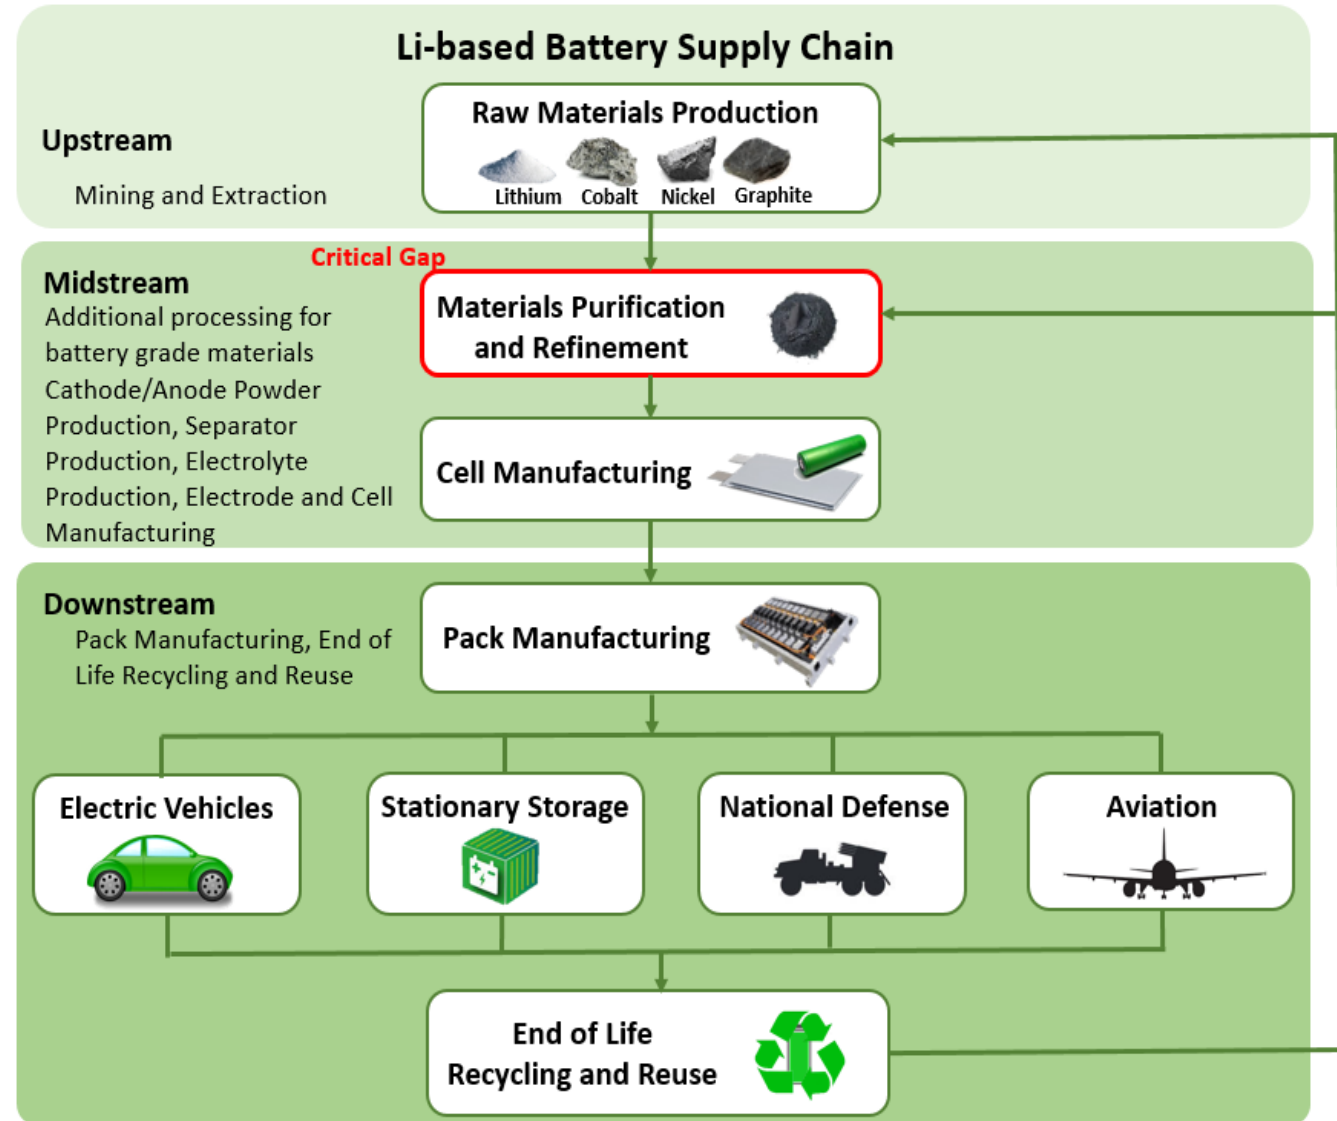 Li-based Battery Supply Chain
Raw Materials Production
Upstream
Mining and Extraction
Lithium
Cobalt
Nickel
Graphite
Critical Gap
Midstream
Additional processing for
battery grade materials
Cathode/Anode Powder
Production, Separator
Production, Electrolyte
Production, Electrode and Cell
Manufacturing
Materials Purification
and Refinement
Cell Manufacturing
Downstream
Pack Manufacturing, End of
Life Recycling and Reuse
Pack Manufacturing
Electric Vehicles
Stationary Storage
National Defense
Aviation
End of Life
Recycling and Reuse